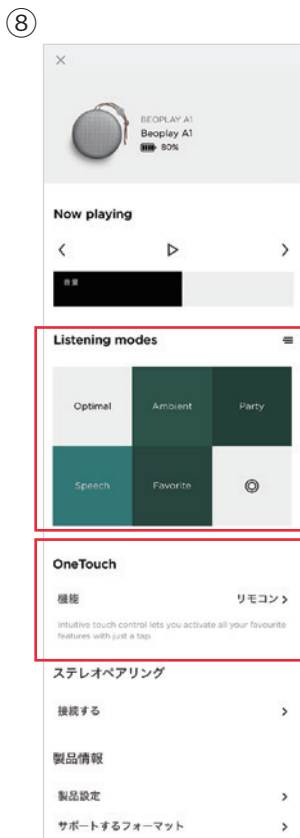 ⑧
BEOPLAY A1
Beoplay A1
80%
Now playing
音量
Listening modes
Optimal
Ambient
Party
Speech
Favorite
OneTouch
機能
リモコン
Intuitive touch control lets you activate all your favourite
features with just a tap.
ステレオペアリング
接続する
製品情報
製品設定
サポートするフォーマット